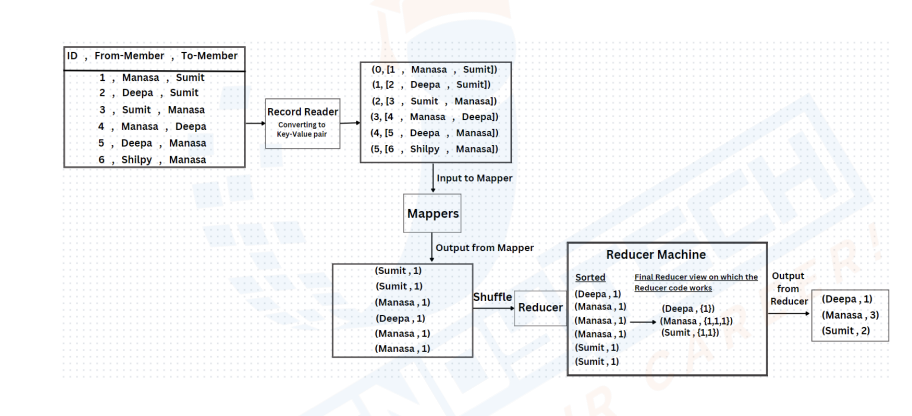 ID , From-Member , To-Member
1 , Manasa , Sumit
2 , Deepa , Sumit
3 , Sumit , Manasa
4 , Manasa , Deepa
5 , Deepa , Manasa
6 , Shilpy , Manasa
Record Reader
Converting to
Key-Value pair
(0, [1 , Manasa , Sumit])
(1, [2 , Deepa , Sumit])
(2, [3 , Sumit , Manasa])
(3, [4 , Manasa , Deepa])
(4, [5 , Deepa , Manasa])
(5, [6 , Shilpy , Manasa])
Input to Mapper
Mappers
Output from Mapper
(Sumit , 1)
(Sumit , 1)
(Manasa , 1)
(Deepa , 1)
(Manasa , 1)
(Manasa , 1)
Shuffle
Reducer
Reducer Machine
Sorted
(Deepa , 1)
(Manasa , 1)
(Manasa , 1)
(Manasa , 1)
(Sumit , 1)
(Sumit , 1)
Final Reducer view on which the
Reducer code works
(Deepa , {1})
(Manasa , {1,1,1})
(Sumit , {1,1})
Output
from
Reducer
(Deepa , 1)
(Manasa , 3)
(Sumit , 2)